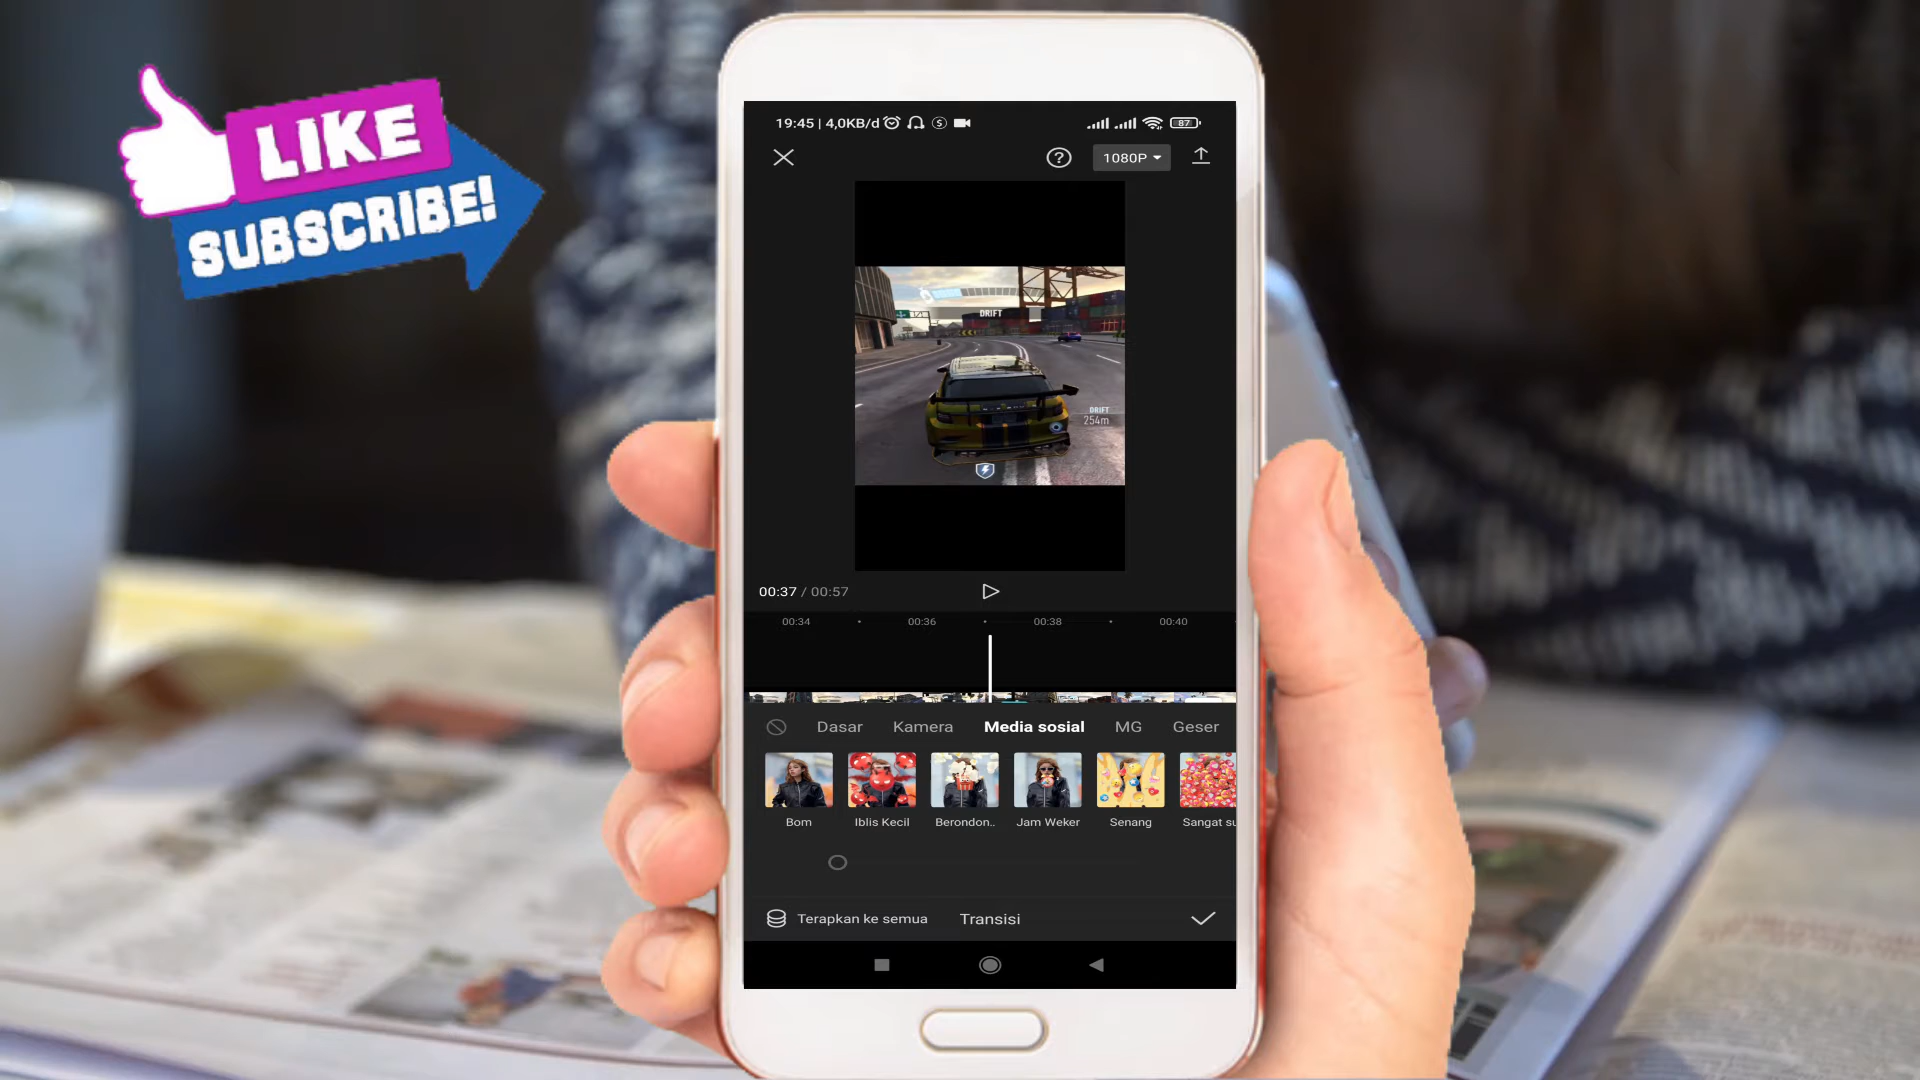 LIKE
SUBSCRIBE!
19:45 | 4,0KB/d
87
1080P
DRIFT
DRIFT
254m
00:37 / 00:57
00:34
00:36
00:38
00:40
Dasar
Kamera
Media sosial
MG
Geser
Bom
Iblis Kecil
Berondon..
Jam Weker
Senang
Sangat su
Terapkan ke semua
Transisi